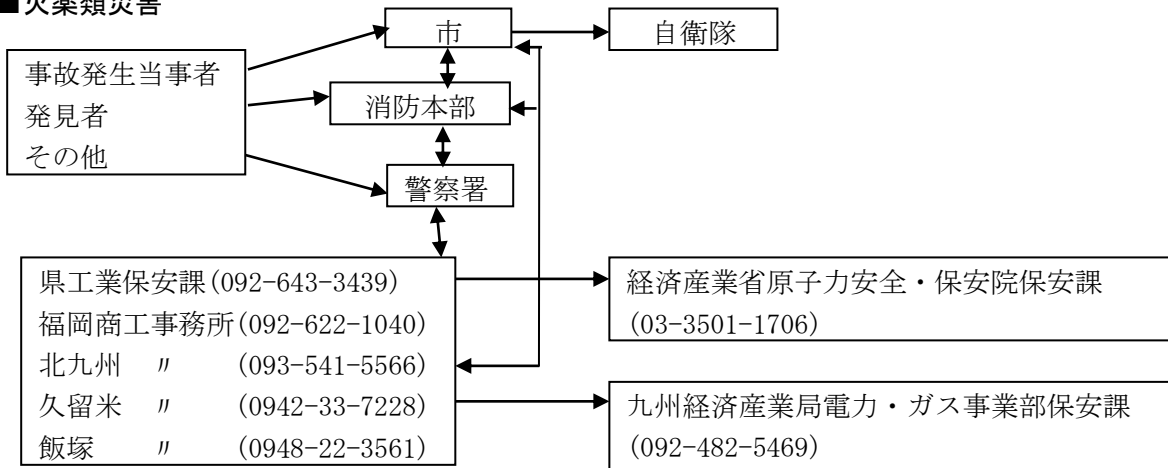 ■火薬類災害
市
自衛隊
事故発生当事者
発見者
その他
消防本部
警察署
県工業保安課(092-643-3439)
福岡商工事務所(092-622-1040)
北九州 〃 (093-541-5566)
久留米 〃 (0942-33-7228)
飯塚 〃 (0948-22-3561)
経済産業省原子力安全・保安院保安課
(03-3501-1706)
九州経済産業局電力・ガス事業部保安課
(092-482-5469)